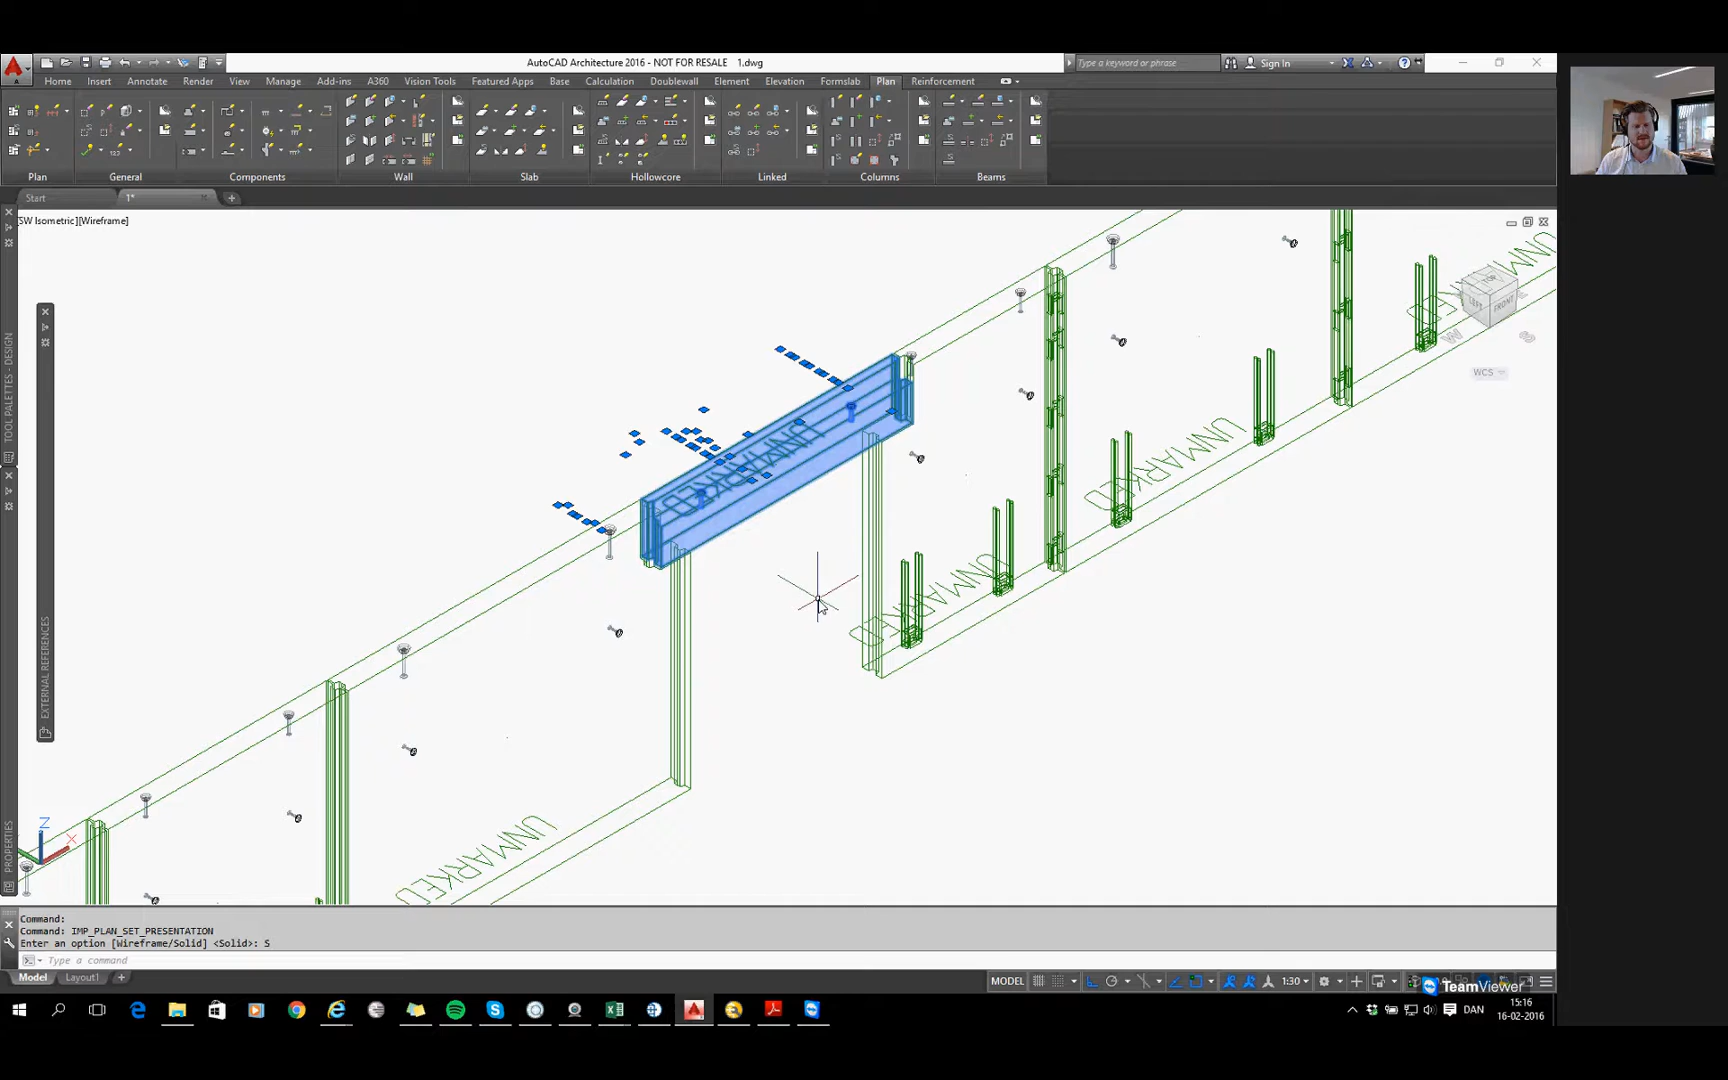 AutoCAD Architecture 2016 - NOT FOR RESALE 1.dwg
Type a keyword or phrase
Sign In
Home Insert Annotate Render View Manage Add-ins A360 Vision Tools Featured Apps Base Calculation Doublewall Element Elevation Formslab Plan Reinforcement
Plan General Components Wall Slab Hollowcore Linked Columns Beams
Start 1*
[SW Isometric][Wireframe]
TOOL PALETTES - DESIGN
EXTERNAL REFERENCES
PROPERTIES
LEFT FRONT
W S
WCS
UNMARKED
UNMARKED
UNMARKED
UNMARKED
Z
X
Command:
Command: IMP_PLAN_SET_PRESENTATION
Enter an option [Wireframe/Solid] <Solid>: S
Type a command
Model Layout1
MODEL
1:30
TeamViewer
DAN
15:16
16-02-2016